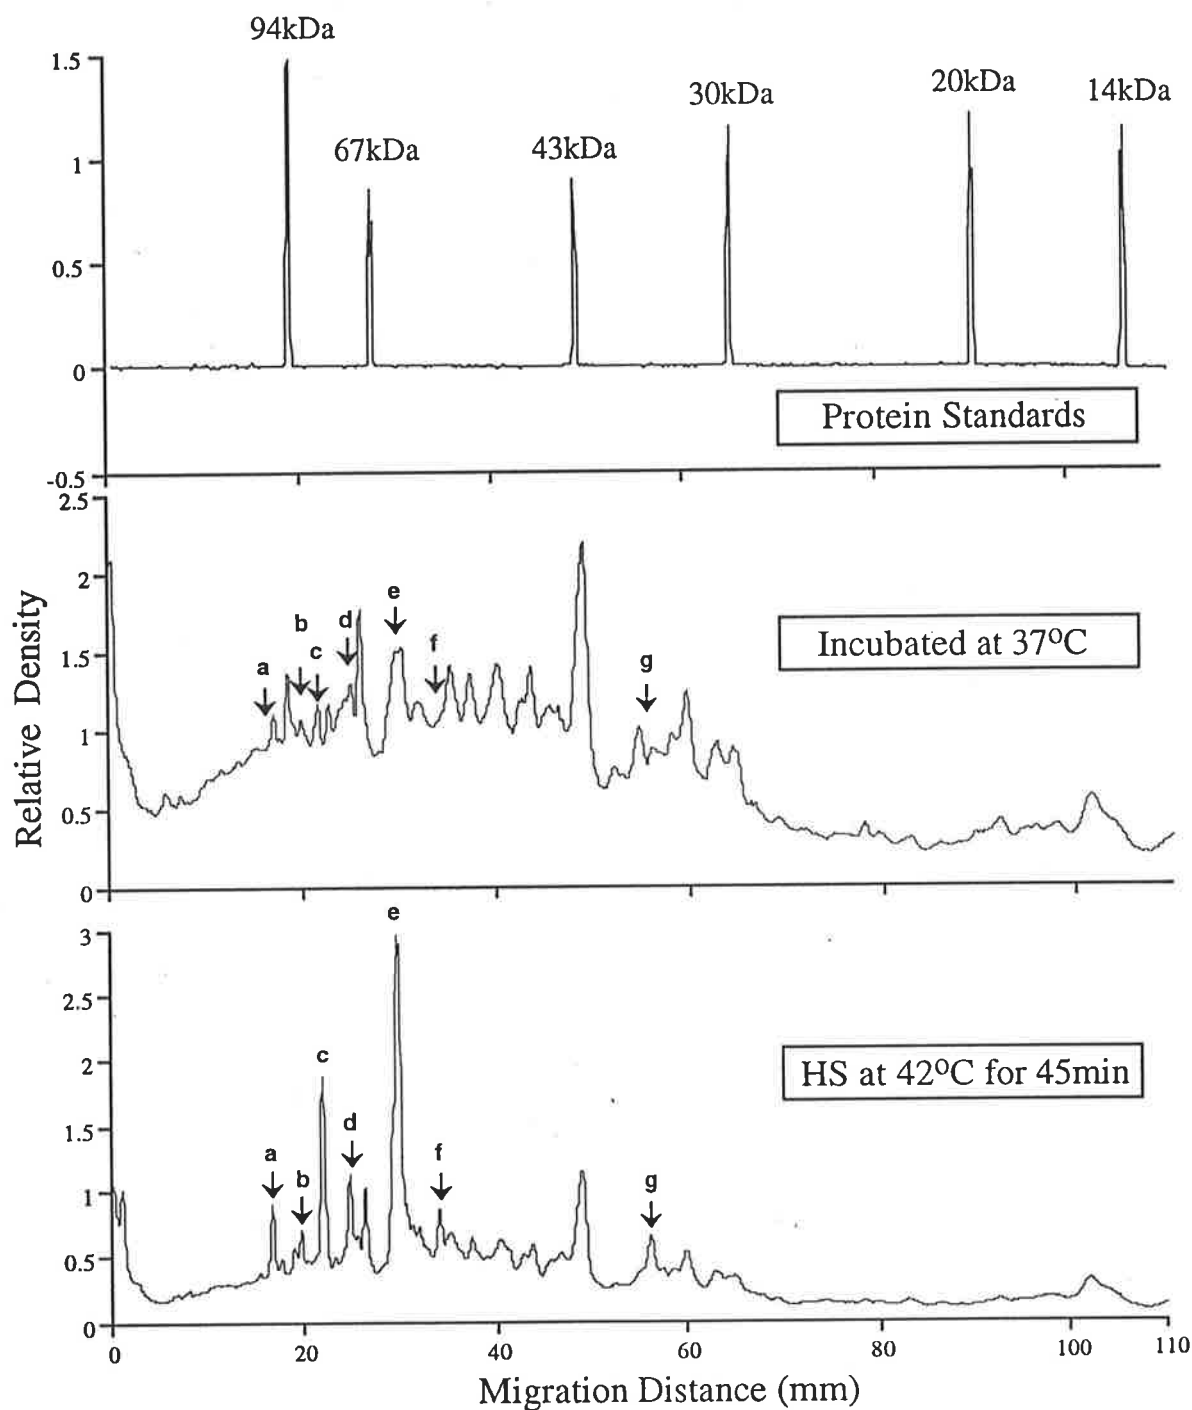 94kDa
67kDa
43kDa
30kDa
20kDa
14kDa
1.5
1
0.5
0
-0.5
Protein Standards
Relative Density
2.5
2
1.5
1
0.5
0
a
b
c
d
e
f
g
Incubated at 37°C
3
2.5
2
1.5
1
0.5
0
a
b
c
d
e
f
g
HS at 42°C for 45min
0 20 40 60 80 100 110
Migration Distance (mm)